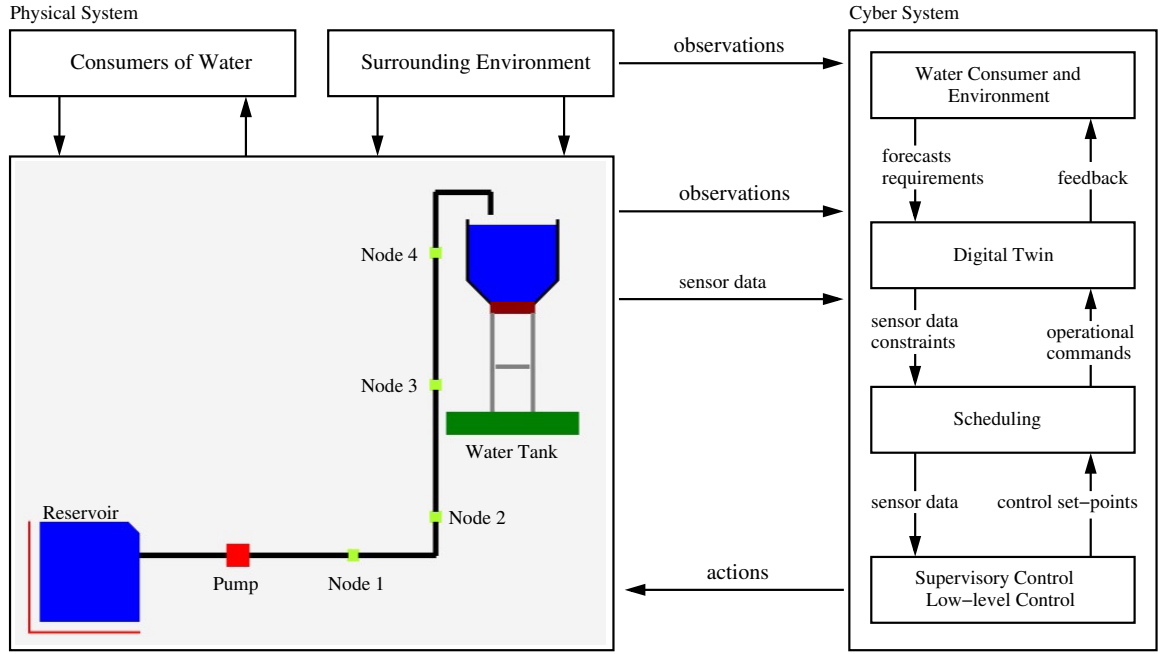 Physical System
Cyber System
Consumers of Water
Surrounding Environment
observations
Water Consumer and
Environment
forecasts
requirements
feedback
observations
Node 4
Digital Twin
sensor data
sensor data
constraints
operational
commands
Node 3
Scheduling
Water Tank
sensor data
control set−points
Reservoir
Node 2
Pump
Node 1
actions
Supervisory Control
Low−level Control